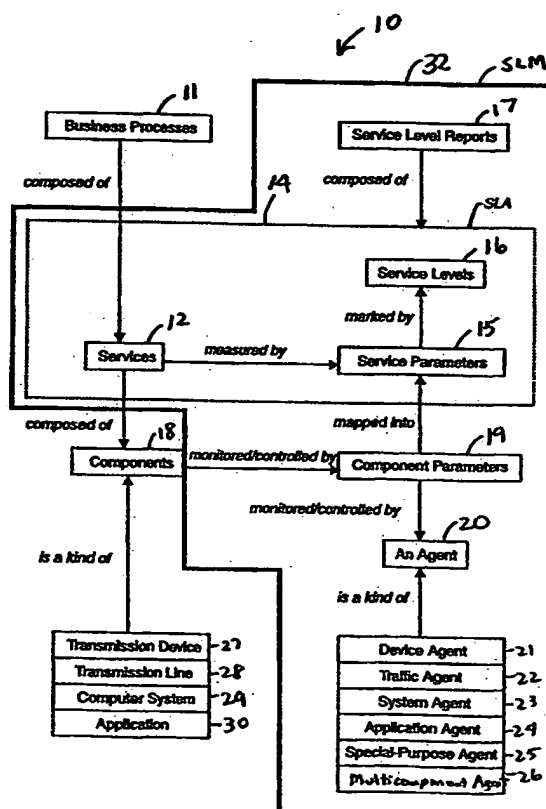 10
32
SLM
11
17
Business Processes
Service Level Reports
composed of
14
composed of
SLA
16
Service Levels
12
marked by
15
Services
measured by
Service Parameters
composed of
18
mapped into
19
Components
monitored/controlled by
Component Parameters
monitored/controlled by
20
An Agent
is a kind of
is a kind of
Transmission Device
27
Device Agent
21
Transmission Line
28
Traffic Agent
22
Computer System
29
System Agent
23
Application
30
Application Agent
24
Special-Purpose Agent
25
Multicomponent Agent
26